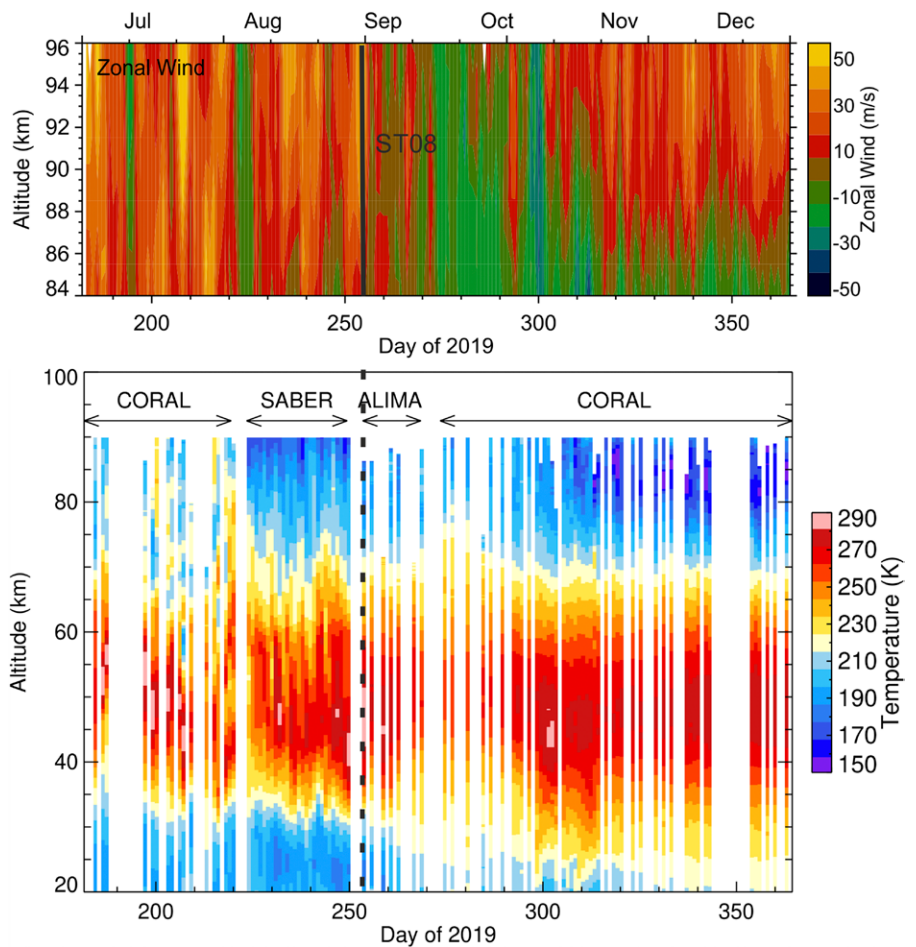 Jul Aug Sep Oct Nov Dec
96
94
92
90
88
86
84
Altitude (km)
Zonal Wind
ST08
50
30
10
-10
-30
-50
Zonal Wind (m/s)
200 250 300 350
Day of 2019
100
80
60
40
20
Altitude (km)
CORAL SABER ALIMA CORAL
290
270
250
230
210
190
170
150
Temperature (K)
200 250 300 350
Day of 2019